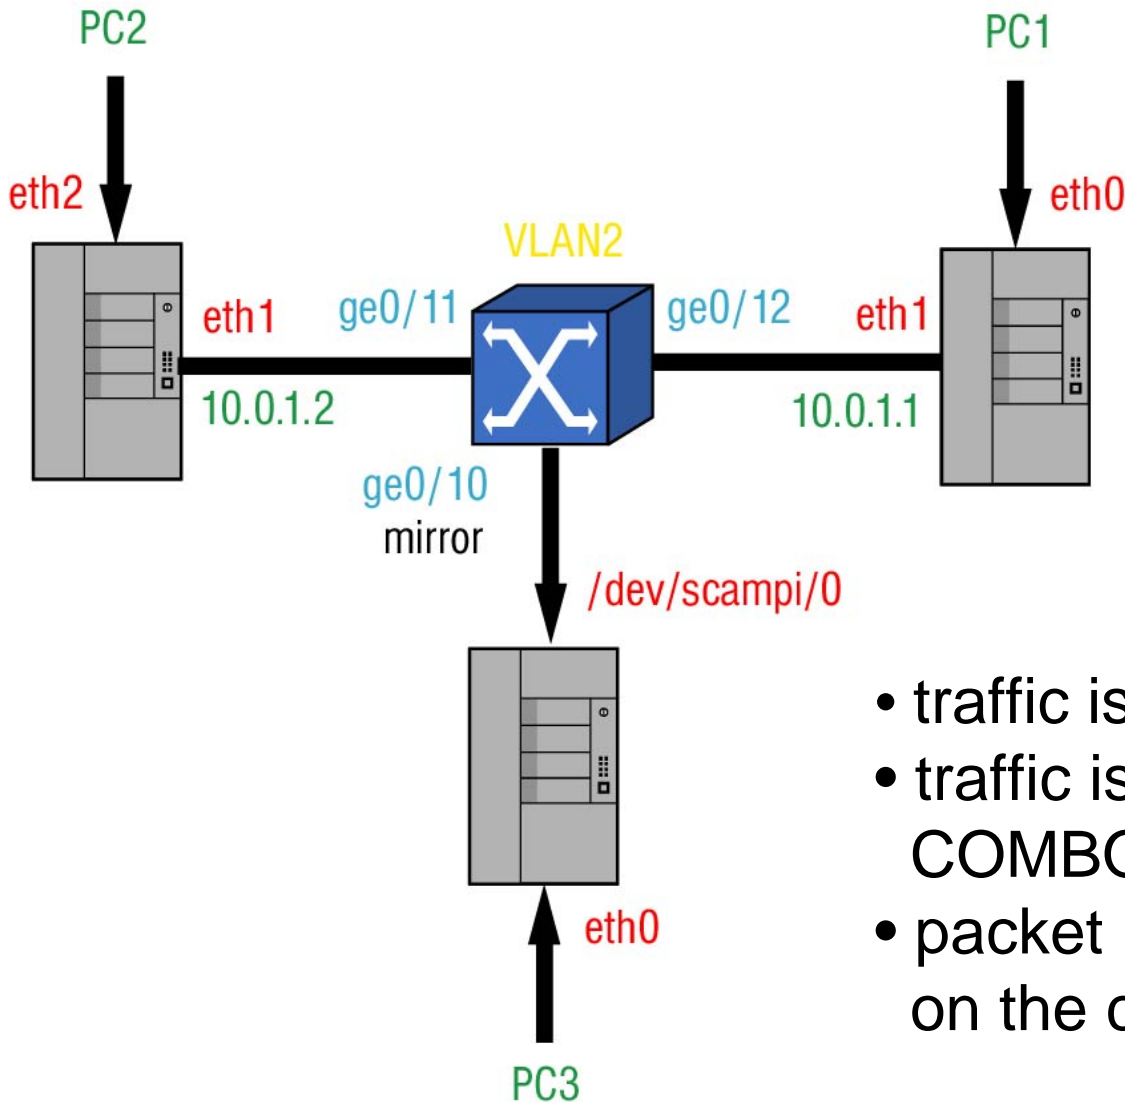 PC2
PC1
eth2
eth0
VLAN2
eth1
ge0/11
ge0/12
eth1
10.0.1.2
10.0.1.1
ge0/10
mirror
/dev/scampi/0
• traffic is
• traffic is
COMBO
• packet
eth0
on the
PC3